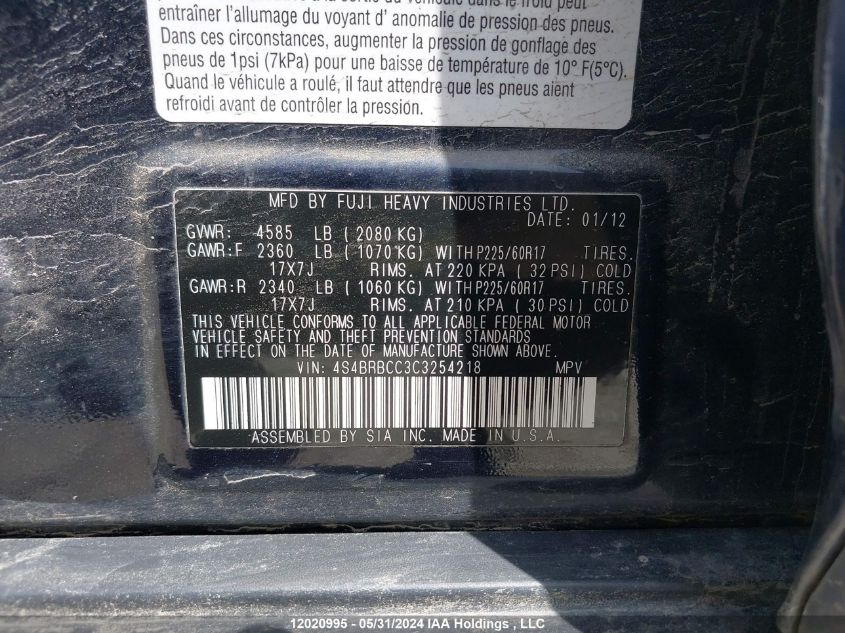 entraîner l'allumage du voyant d' anomalie de pression des pneus.
Dans ces circonstances, augmenter la pression de gonflage des
pneus de 1psi (7kPa) pour une baisse de température de 10° F(5°C).
Quand le véhicule a roulé, il faut attendre que les pneus aient
refroidi avant de contrôler la pression.
MFD BY FUJI HEAVY INDUSTRIES LTD.
DATE: 01/12
GVWR: 4585 LB ( 2080 KG)
GAWR:F 2360 LB ( 1070 KG) WITH P225/60R17 TIRES.
17X7J RIMS. AT 220 KPA ( 32 PSI) COLD
GAWR:R 2340 LB ( 1060 KG) WITH P225/60R17 TIRES.
17X7J RIMS. AT 210 KPA ( 30 PSI) COLD
THIS VEHICLE CONFORMS TO ALL APPLICABLE FEDERAL MOTOR
VEHICLE SAFETY AND THEFT PREVENTION STANDARDS
IN EFFECT ON THE DATE OF MANUFACTURE SHOWN ABOVE.
VIN: 4S4BRBCC3C3254218 MPV
ASSEMBLED BY SIA INC. MADE IN U.S.A.
12020995 - 05/31/2024 IAA Holdings , LLC